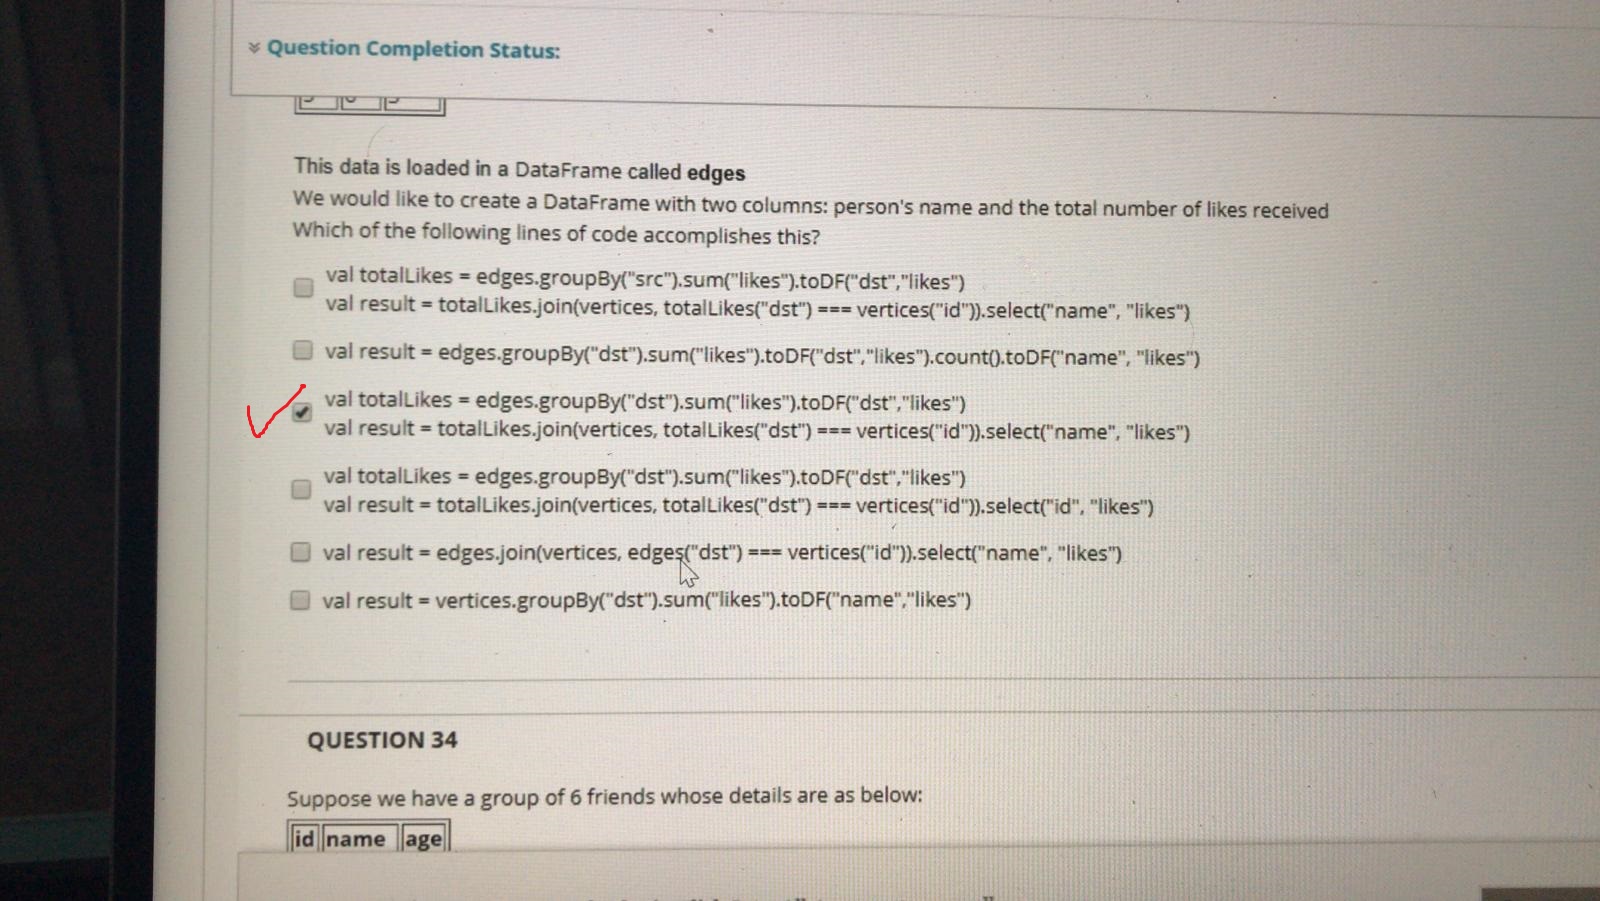 Question Completion Status:
This data is loaded in a DataFrame called edges
We would like to create a DataFrame with two columns: person's name and the total number of likes received
Which of the following lines of code accomplishes this?
val totalLikes = edges.groupBy("src").sum("likes").toDF("dst","likes")
val result = totalLikes.join(vertices, totalLikes("dst") === vertices("id")).select("name", "likes")
val result = edges.groupBy("dst").sum("likes").toDF("dst","likes").count().toDF("name", "likes")
val totalLikes = edges.groupBy("dst").sum("likes").toDF("dst","likes")
val result = totalLikes.join(vertices, totalLikes("dst") === vertices("id")).select("name", "likes")
val totalLikes = edges.groupBy("dst").sum("likes").toDF("dst","likes")
val result = totalLikes.join(vertices, totalLikes("dst") === vertices("id")).select("id", "likes")
val result = edges.join(vertices, edges("dst") === vertices("id")).select("name", "likes")
val result = vertices.groupBy("dst").sum("likes").toDF("name","likes")
QUESTION 34
Suppose we have a group of 6 friends whose details are as below:
id name age